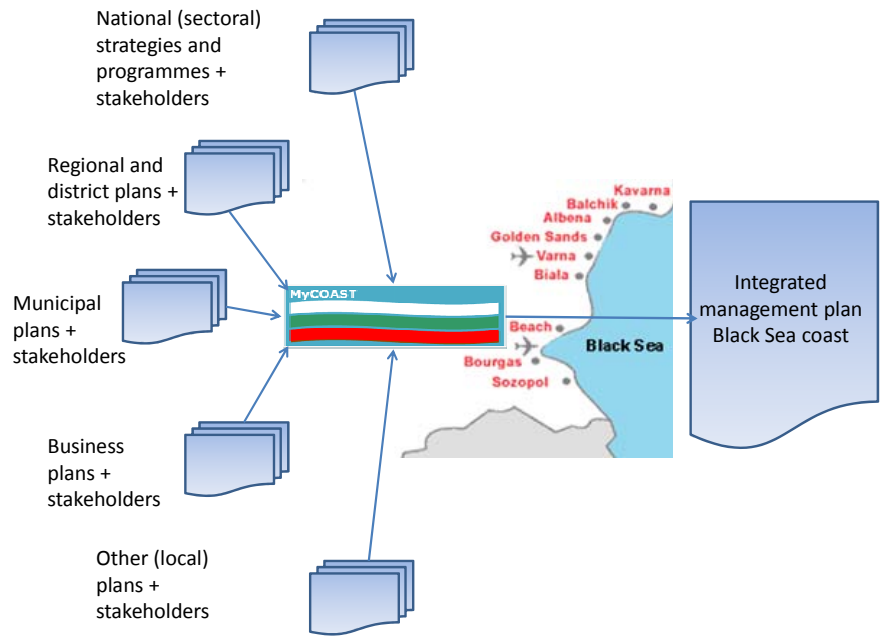 National (sectoral)
strategies and
programmes +
stakeholders
Regional and
district plans +
stakeholders
Municipal
plans +
stakeholders
Business
plans +
stakeholders
Other (local)
plans +
stakeholders
MyCOAST
Kavarna
Balchik
Albena
Golden Sands
Varna
Biala
Beach
Black Sea
Bourgas
Sozopol
Integrated
management plan
Black Sea coast